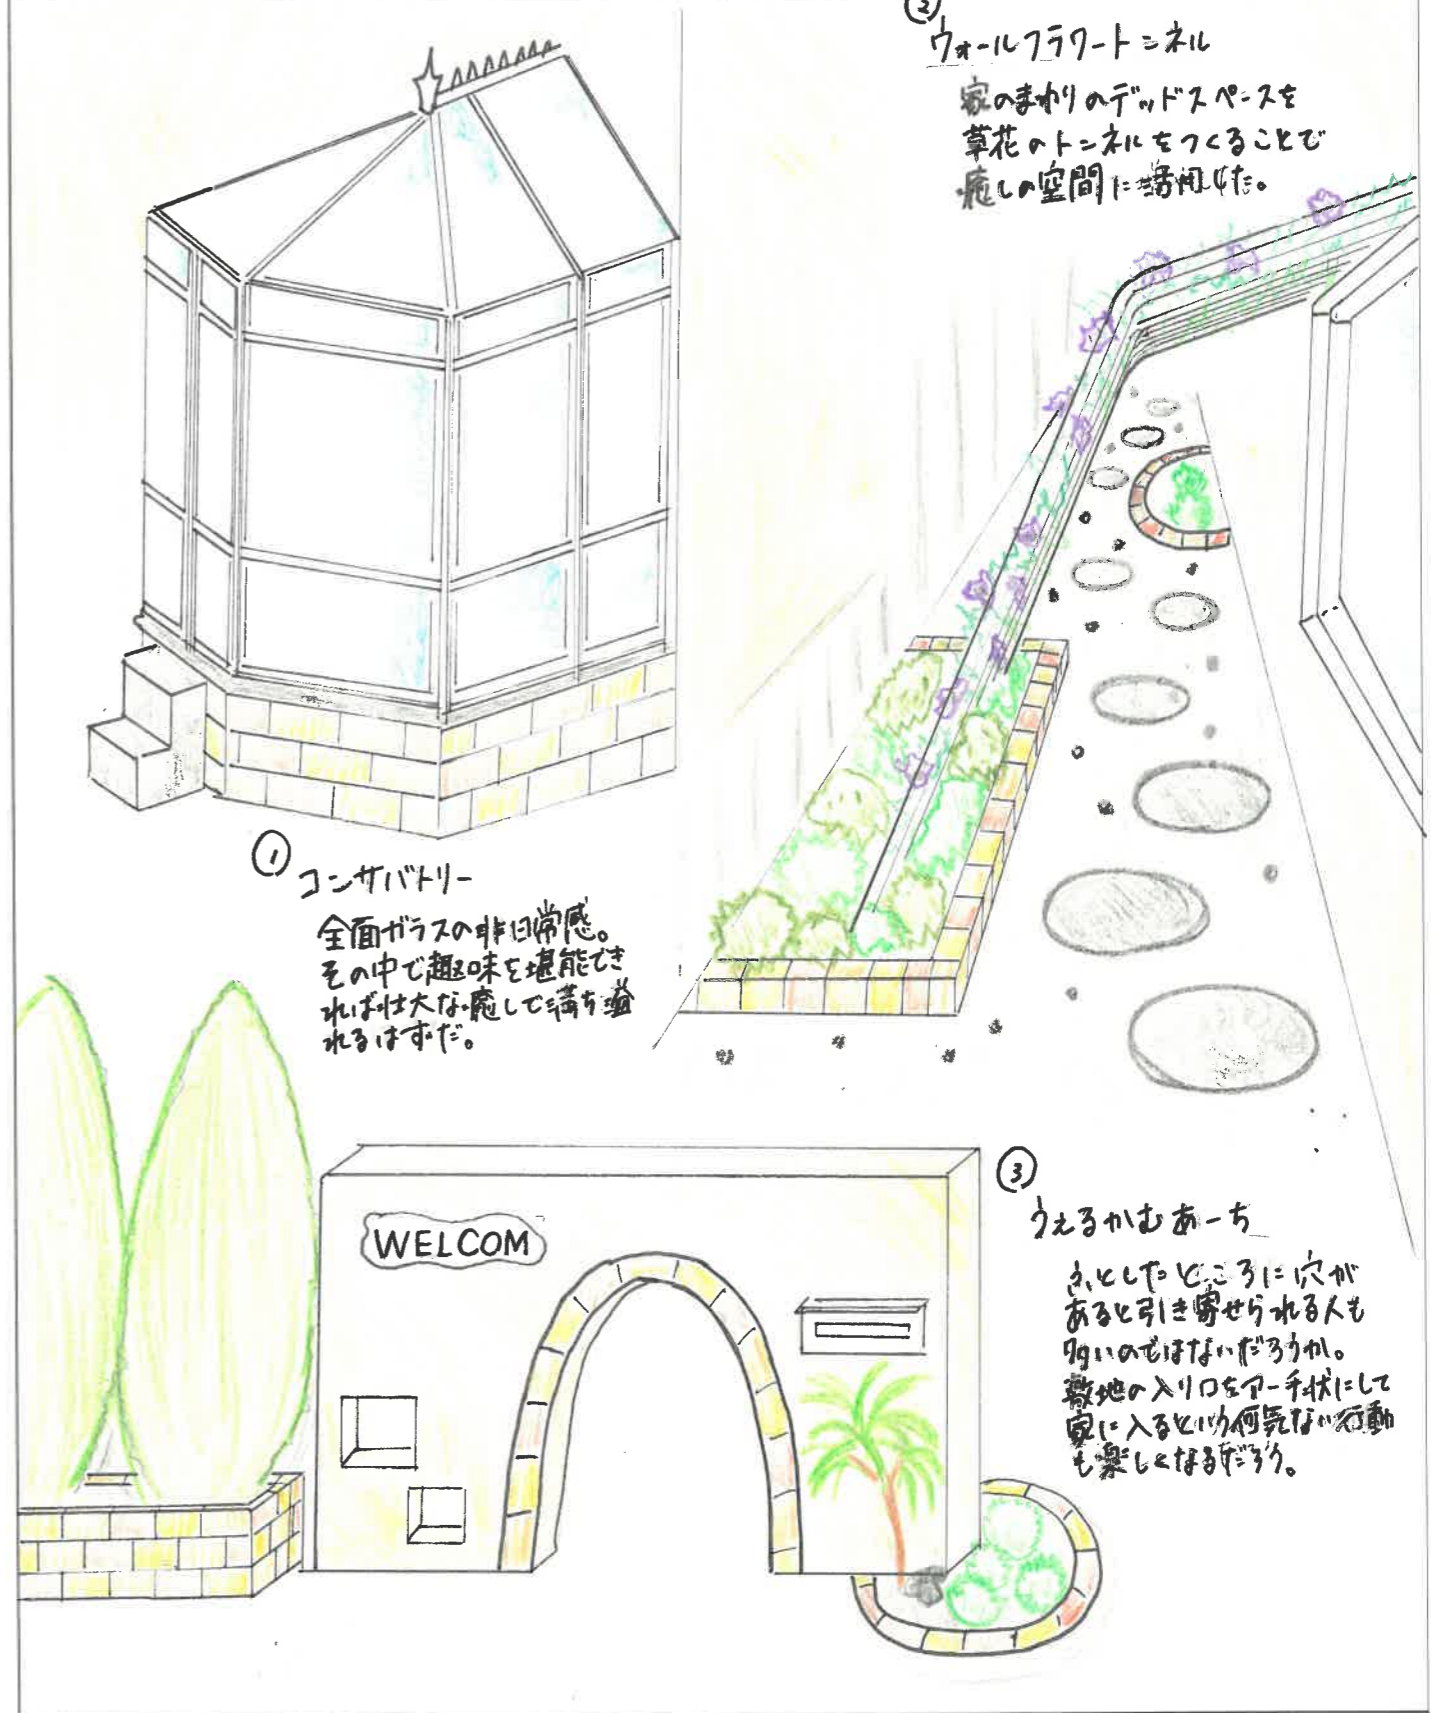 ①
コンサバトリー
全面ガラスの非日常感。
その中で趣味を堪能でき
れば壮大な癒しで満ち溢
れるはずだ。
②
ウォールフラワートンネル
家のまわりのデッドスペースを
草花のトンネルをつくることで
癒しの空間に活用した。
③
うぇるかむあーち
ふとしたところに穴が
あると引き寄せられる人も
多いのではないだろうか。
敷地の入り口をアーチ状にして
家に入るという何気ない行動
も楽しくなるだろう。
WELCOM